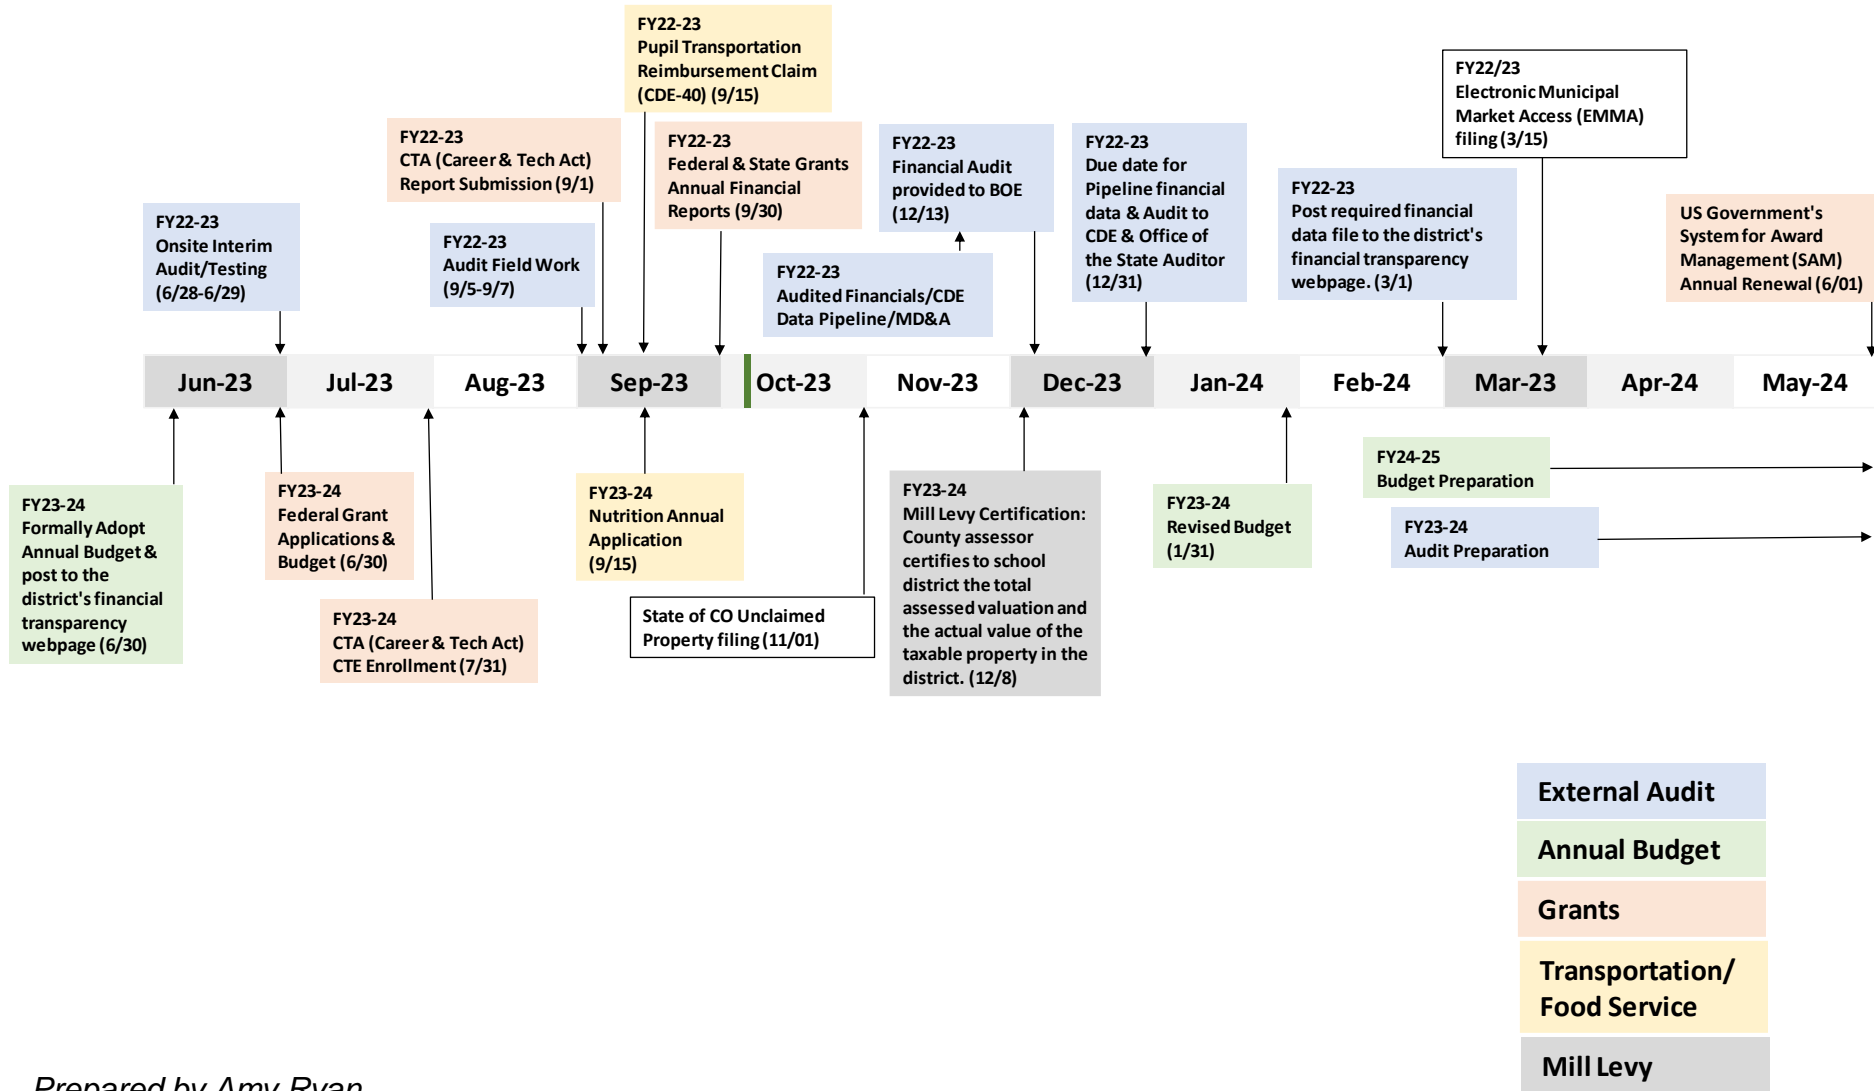 FY22-23
Pupil Transportation
Reimbursement Claim
(CDE-40) (9/15)
FY22/23
Electronic Municipal
Market Access (EMMA)
filing (3/15)
FY22-23
CTA (Career & Tech Act)
Report Submission (9/1)
FY22-23
Federal & State Grants
Annual Financial
Reports (9/30)
FY22-23
Financial Audit
provided to BOE
(12/13)
FY22-23
Due date for
Pipeline financial
data & Audit to
CDE & Office of
the State Auditor
(12/31)
FY22-23
Post required financial
data file to the district's
financial transparency
webpage. (3/1)
US Government's
System for Award
Management (SAM)
Annual Renewal (6/01)
FY22-23
Onsite Interim
Audit/Testing
(6/28-6/29)
FY22-23
Audit Field Work
(9/5-9/7)
FY22-23
Audited Financials/CDE
Data Pipeline/MD&A
Jun-23 Jul-23 Aug-23 Sep-23 Oct-23 Nov-23 Dec-23 Jan-24 Feb-24 Mar-23 Apr-24 May-24
FY23-24
Formally Adopt
Annual Budget &
post to the
district's financial
transparency
webpage (6/30)
FY23-24
Federal Grant
Applications &
Budget (6/30)
FY23-24
CTA (Career & Tech Act)
CTE Enrollment (7/31)
FY23-24
Nutrition Annual
Application
(9/15)
State of CO Unclaimed
Property filing (11/01)
FY23-24
Mill Levy Certification:
County assessor
certifies to school
district the total
assessed valuation and
the actual value of the
taxable property in the
district. (12/8)
FY23-24
Revised Budget
(1/31)
FY24-25
Budget Preparation
FY23-24
Audit Preparation
External Audit
Annual Budget
Grants
Transportation/
Food Service
Mill Levy
Prepared by Amy Ryan